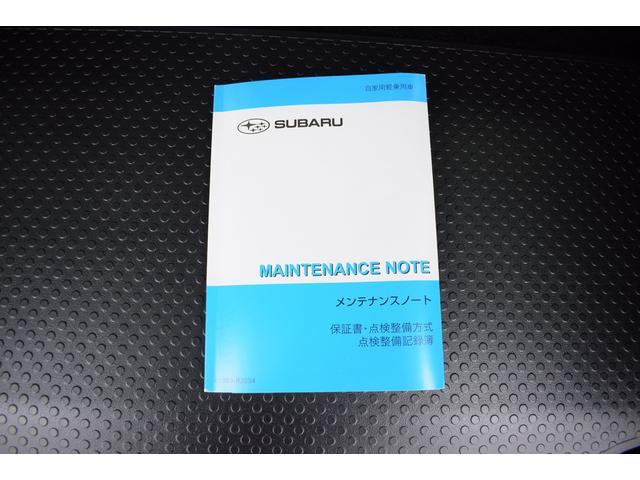 自家用軽乗用車
SUBARU
MAINTENANCE NOTE
メンテナンスノート
保証書・点検整備方式
点検整備記録簿